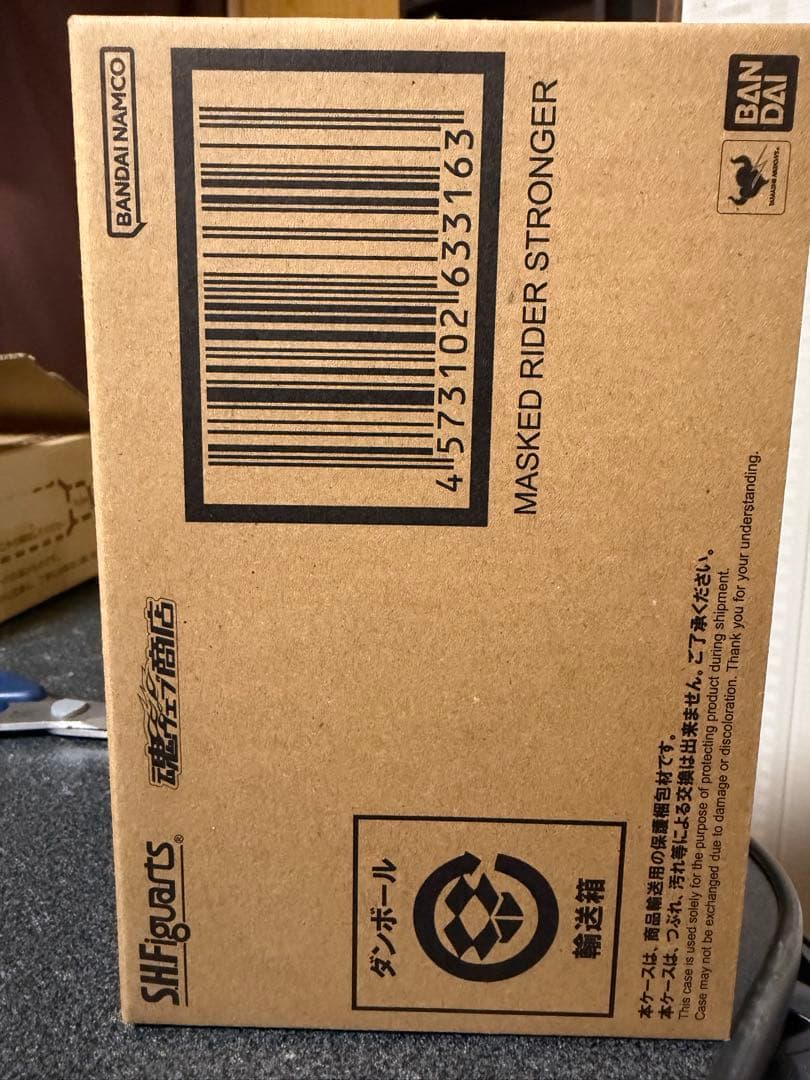 S.H.Figuarts®
魂ウェブ商店
BANDAI NAMCO
4 573102 633163
MASKED RIDER STRONGER
BAN
DAI
TAMASHII NATIONS
ダンボール
輸送箱
本ケースは、商品輸送用の保護梱包材です。
本ケースは、つぶれ、汚れ等による交換は出来ません。ご了承ください。
This case is used solely for the purpose of protecting product during shipment.
Case may not be exchanged due to damage or discoloration. Thank you for your understanding.